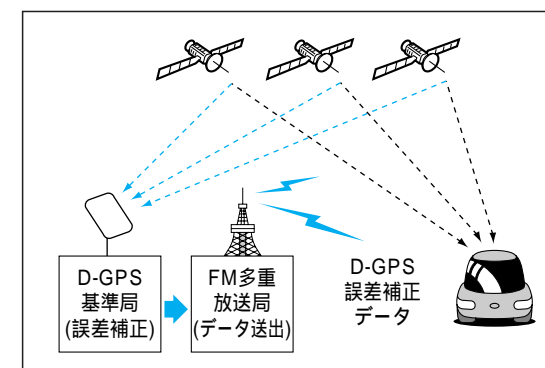 D-GPS
基準局
(誤差補正)
FM多重
放送局
(データ送出)
D-GPS
誤差補正
データ